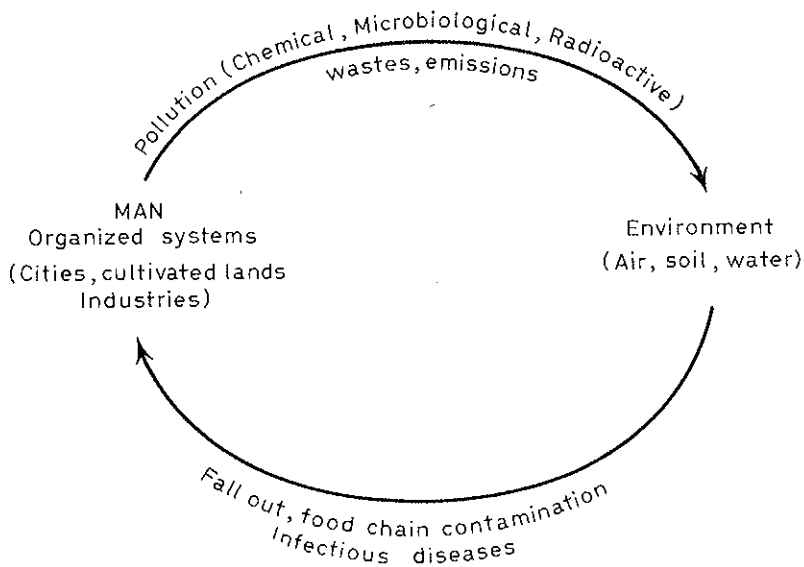 Pollution (Chemical, Microbiological, Radioactive)
wastes, emissions
MAN
Organized systems
(Cities, cultivated lands
Industries)
Environment
(Air, soil, water)
Fall out, food chain contamination
Infectious diseases